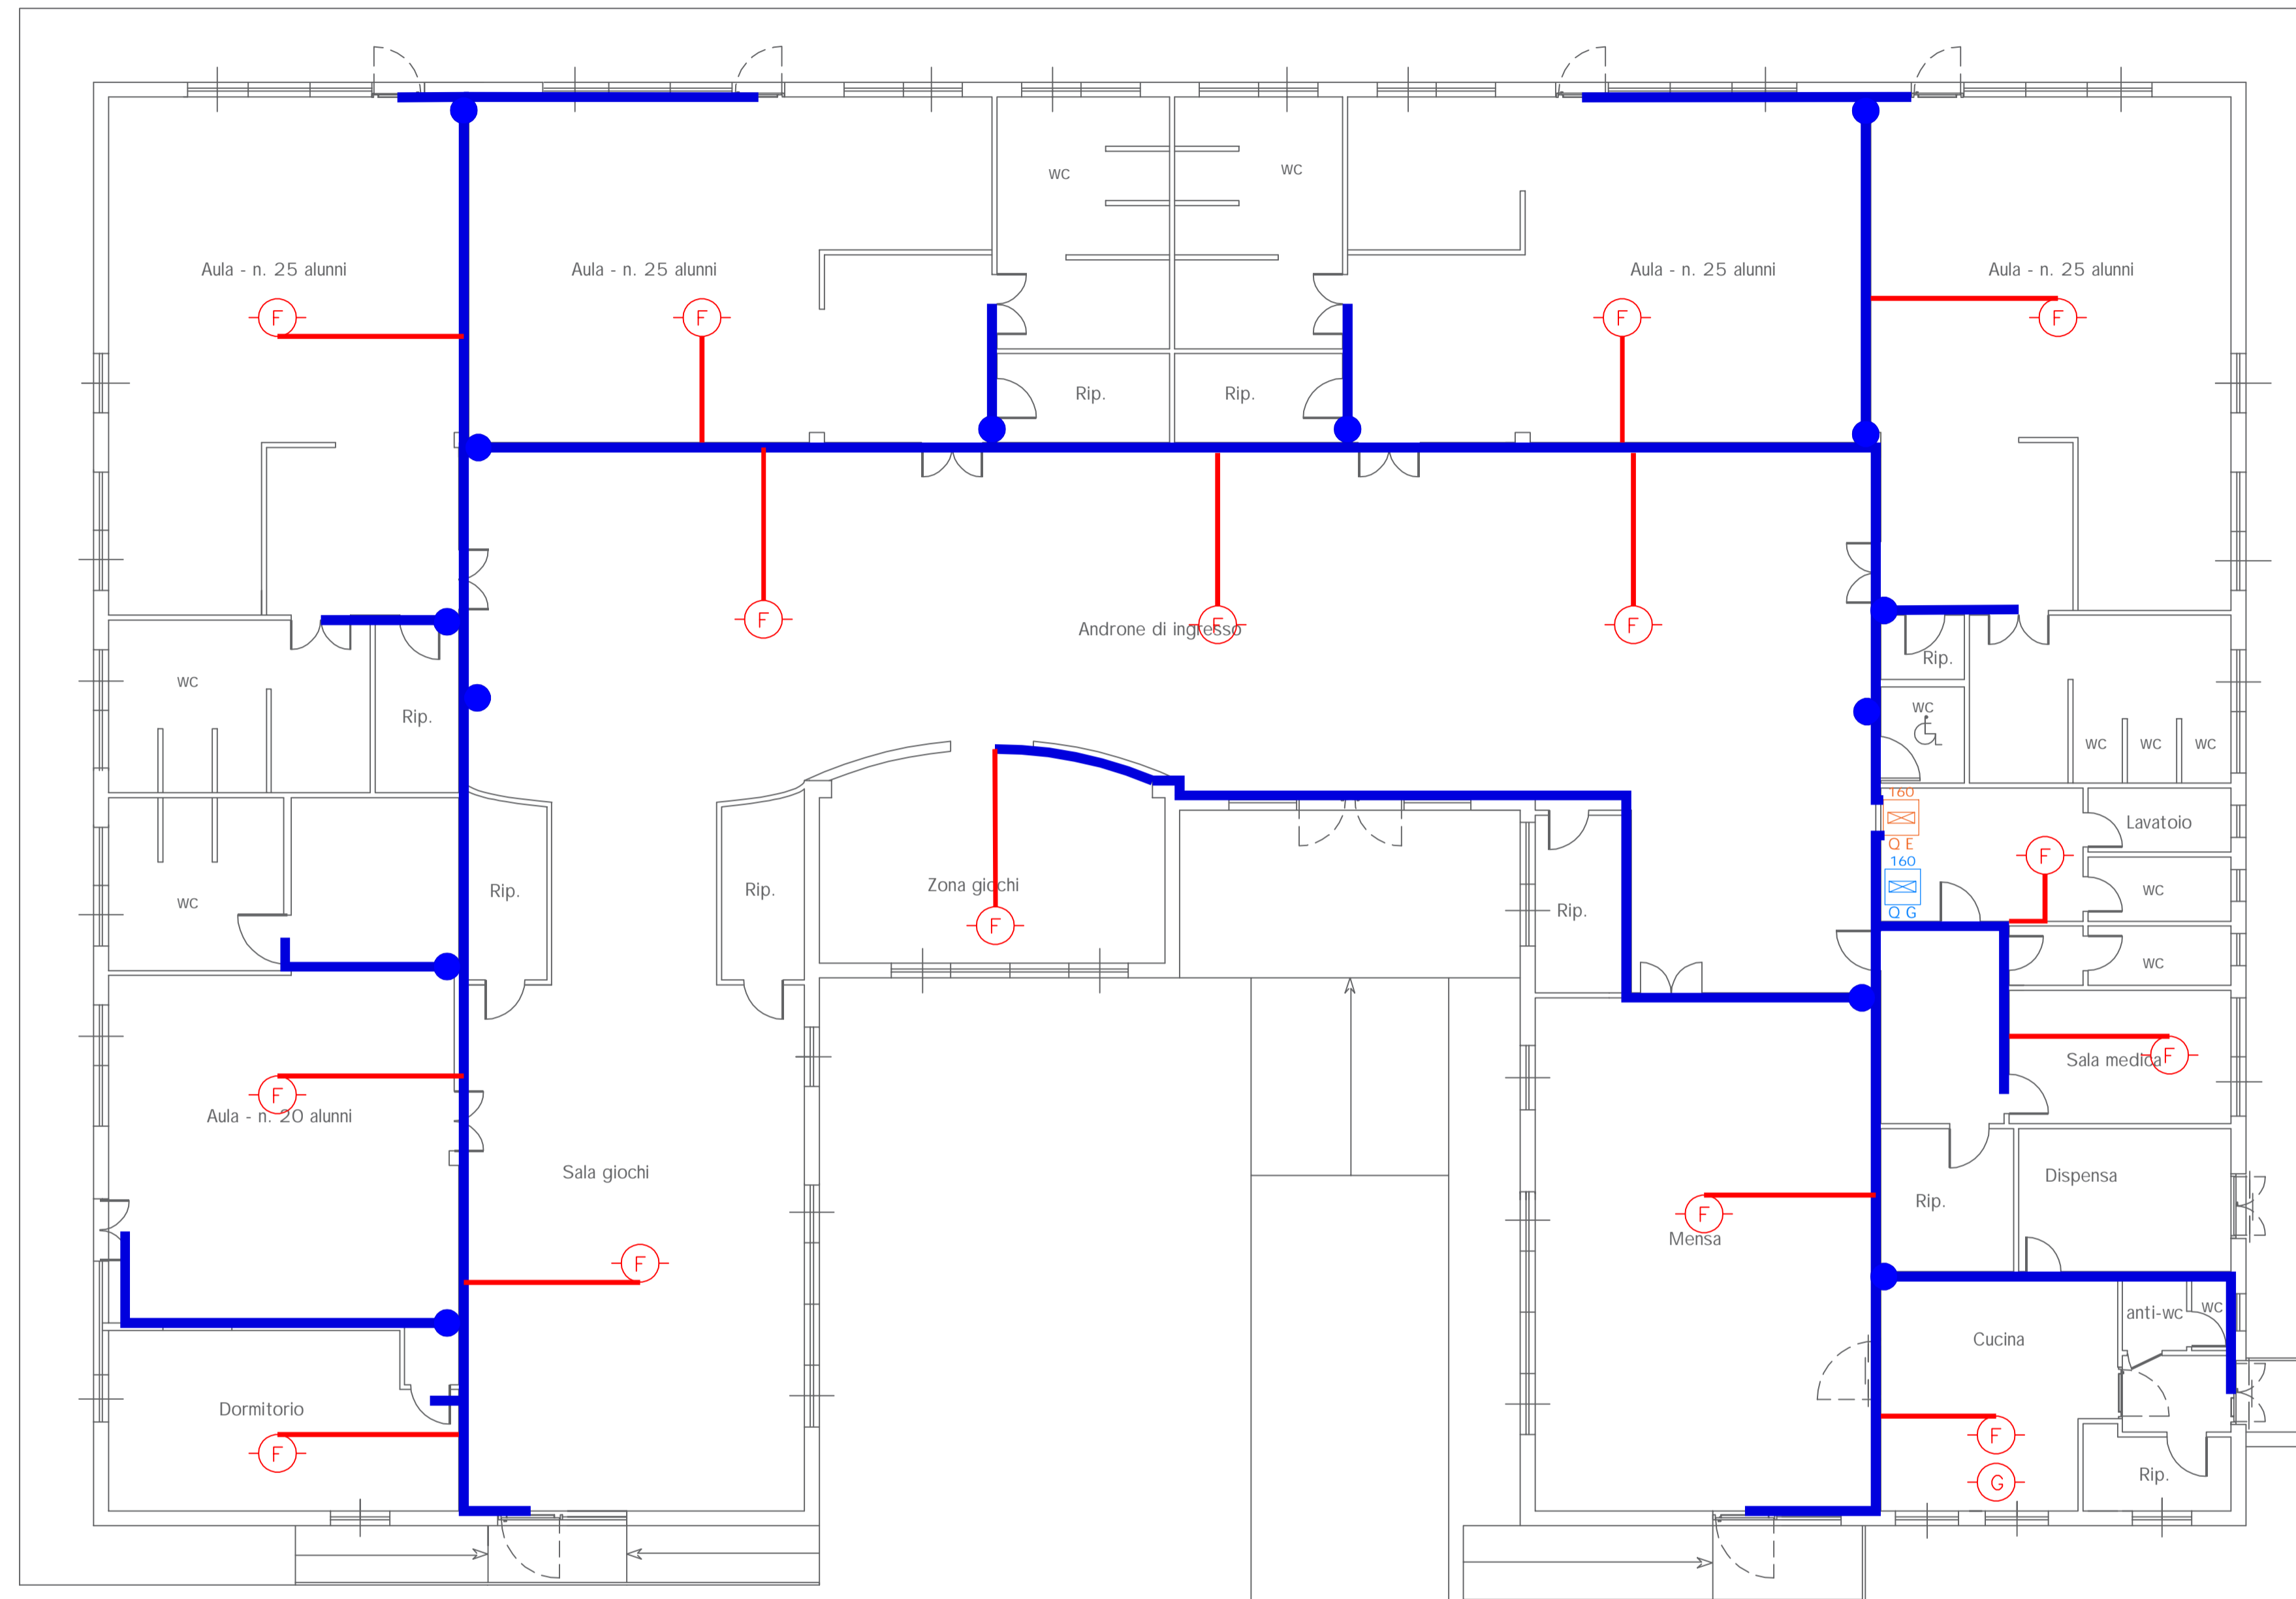 wc
wc
Aula - n. 25 alunni
Aula - n. 25 alunni
Aula - n. 25 alunni
Aula - n. 25 alunni
F
F
F
F
Rip.
Rip.
F
F
F
Androne di ingresso
Rip.
wc
wc
Rip.
wc
wc
wc
160
Lavatoio
Q E
F
160
Zona giochi
Rip.
Rip.
wc
wc
Rip.
Q G
F
wc
Sala medica
F
F
Aula - n. 20 alunni
Sala giochi
Dispensa
Rip.
F
Mensa
F
anti-wc
wc
Cucina
Dormitorio
F
F
G
Rip.